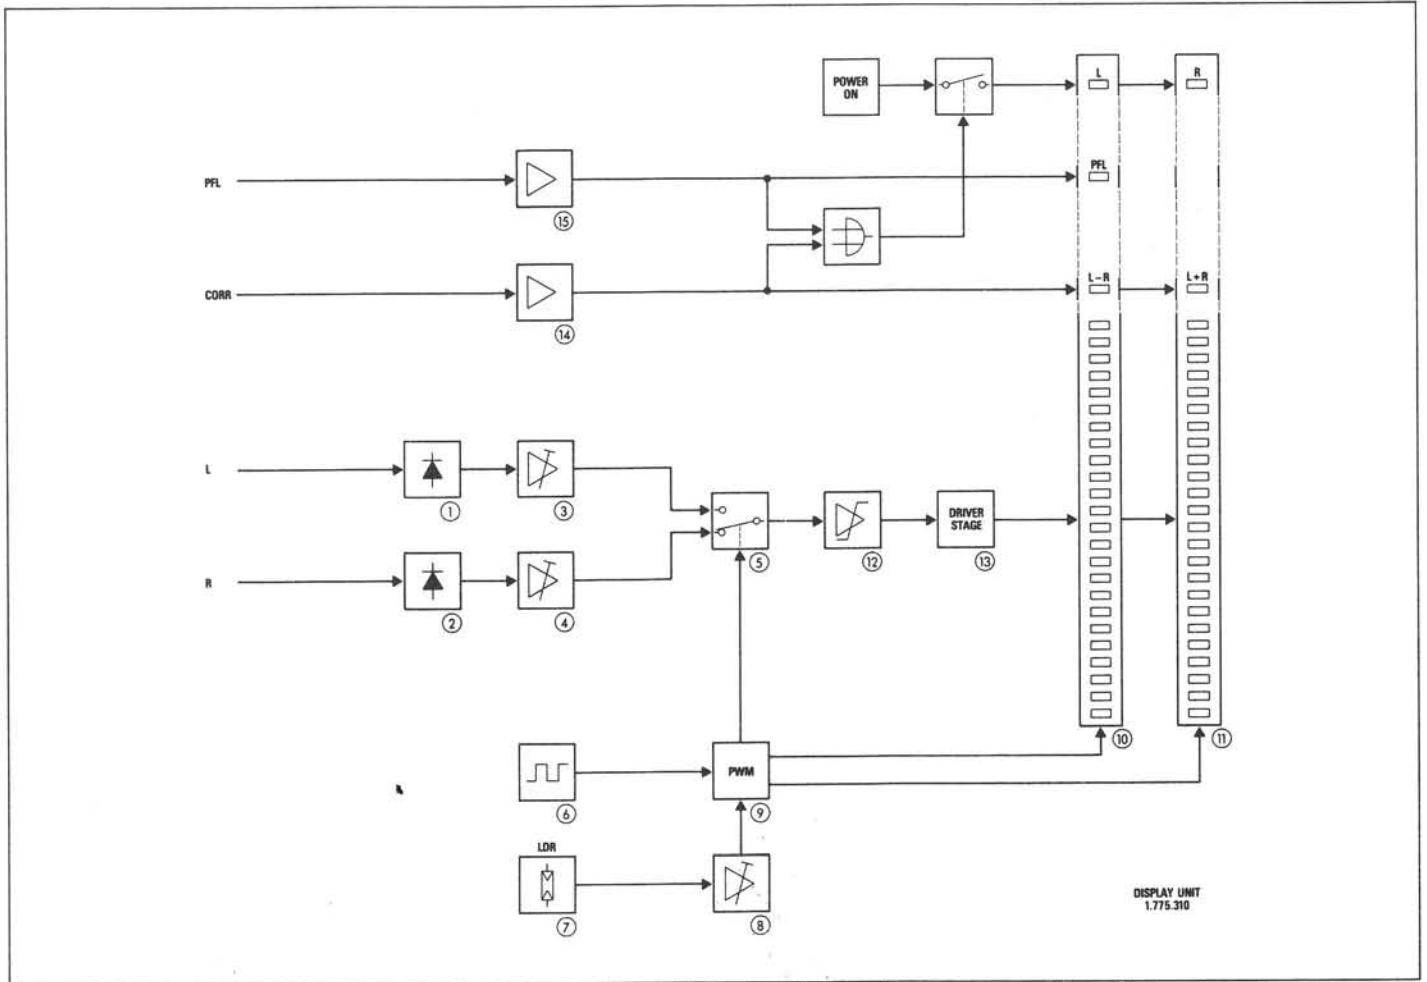 POWER
ON
L
R
PFL
PFL
15
L-R
L+R
CORR
14
L
1
3
DRIVER
STAGE
5
12
13
R
2
4
10
11
PWM
6
9
LDR
7
8
DISPLAY UNIT
1.775.310